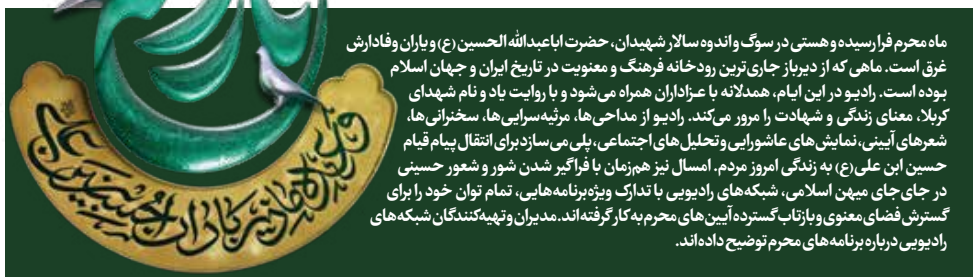 ماه محرم فرا رسیده و هستی در سوگ و اندوه سالار شهیدان، حضرت اباعبدالله الحسین (ع) و یاران وفادارش
غرق است. ماهی که از دیرباز جاری‌ترین رودخانه فرهنگ و معنویت در تاریخ ایران و جهان اسلام
بوده است. رادیو در این ایام، همدلانه با عزاداران همراه می‌شود و با روایت یاد و نام شهدای
کربلا، معنای زندگی و شهادت را مرور می‌کند. رادیو از مداحی‌ها، مرثیه‌سرایی‌ها، سخنرانی‌ها،
شعرهای آیینی، نمایش‌های عاشورایی و تحلیل‌های اجتماعی، پلی می‌سازد برای انتقال پیام قیام
حسین ابن علی(ع) به زندگی امروز مردم. امسال نیز همزمان با فراگیر شدن شور و شعور حسینی
در جای جای میهن اسلامی، شبکه‌های رادیویی با تدارک ویژه‌برنامه‌هایی، تمام توان خود را برای
گسترش فضای معنوی و بازتاب گسترده آیین‌های محرم به کار گرفته‌اند. مدیران و تهیه‌کنندگان شبکه‌های
رادیویی درباره برنامه‌های محرم توضیح داده‌اند.